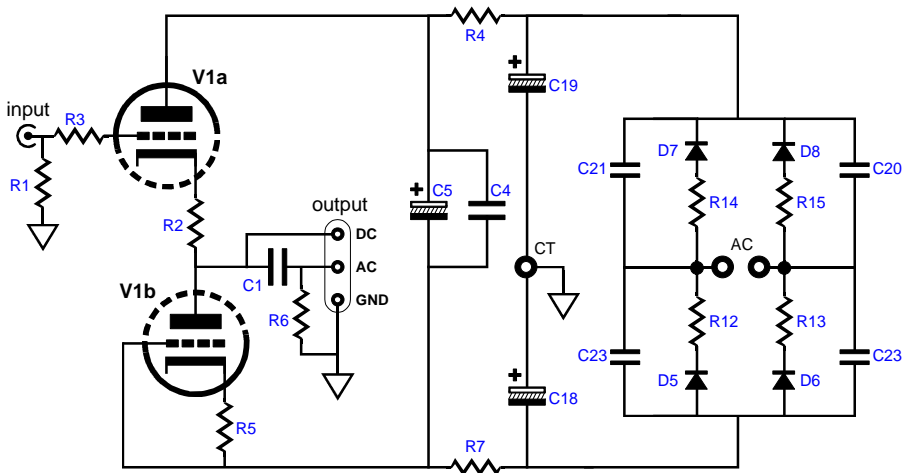 R4
V1a
C19
input
R3
D7
D8
C21
C20
R1
C5
C4
R14
R15
output
R2
DC
CT
AC
AC
C1
V1b
GND
R6
R12
R13
C23
C23
D5
D6
C18
R5
R7
+
+
+